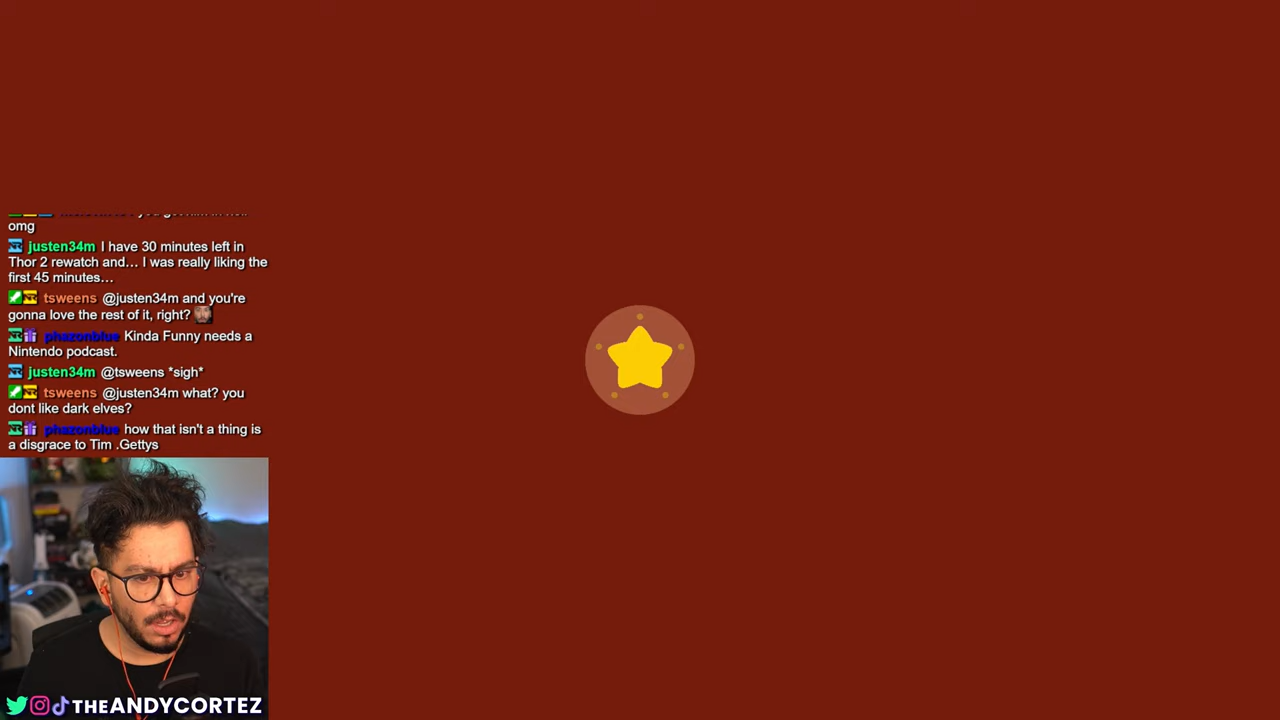 omg
justen34m I have 30 minutes left in
Thor 2 rewatch and... I was really liking the
first 45 minutes...
tsweens @justen34m and you're
gonna love the rest of it, right?
phazonblue Kinda Funny needs a
Nintendo podcast.
justen34m @tsweens *sigh*
tsweens @justen34m what? you
dont like dark elves?
phazonblue how that isn't a thing is
a disgrace to Tim .Gettys
THEANDYCORTEZ